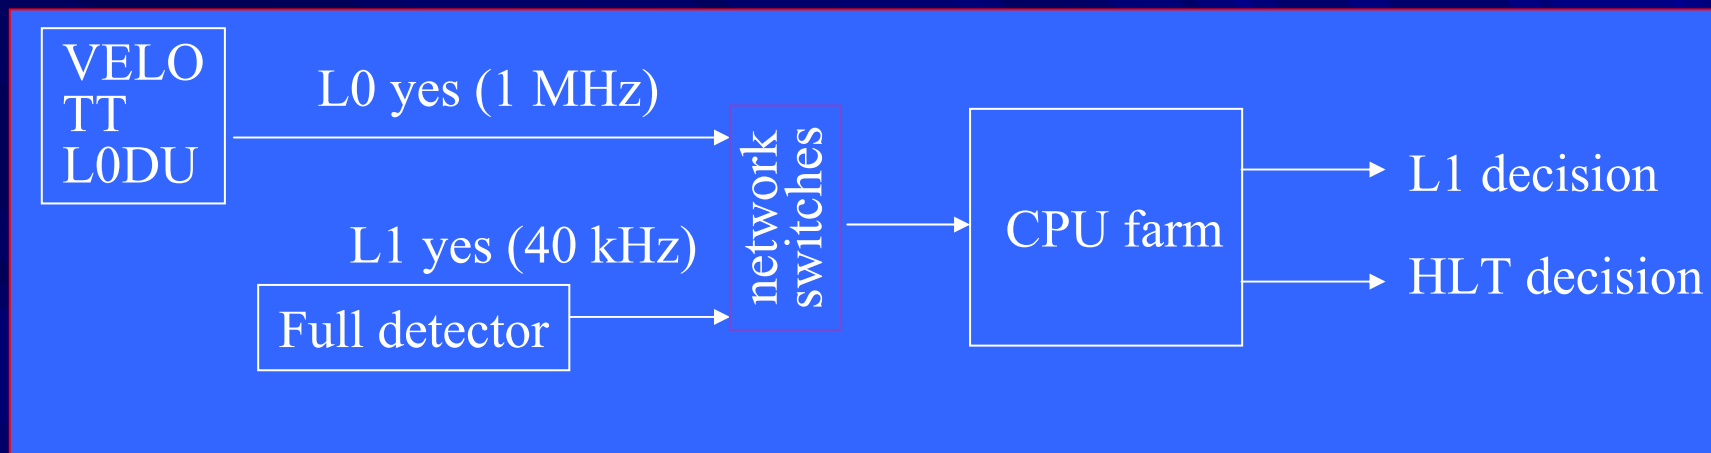 VELO
TT
L0DU
L0 yes (1 MHz)
L1 yes (40 kHz)
Full detector
network
switches
CPU farm
L1 decision
HLT decision